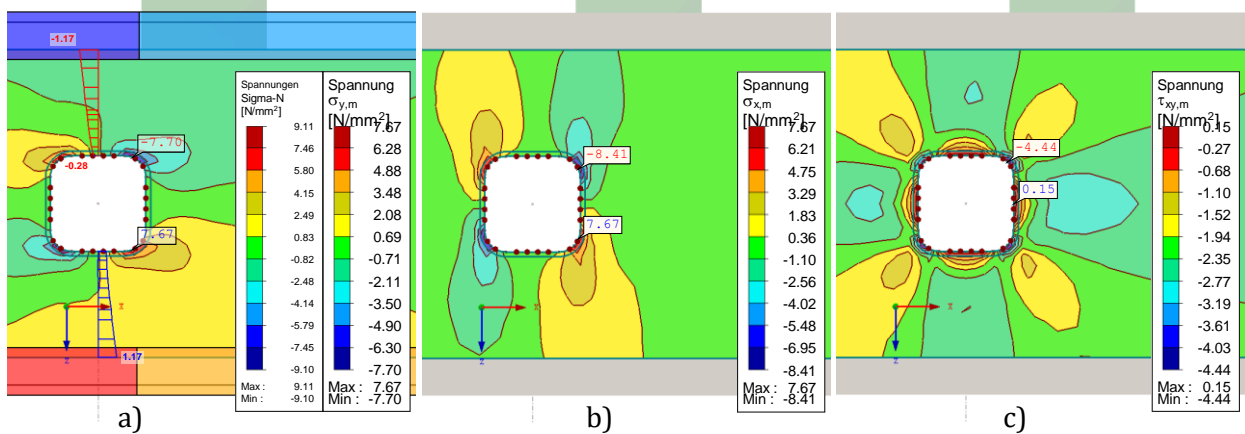 -1.17
-7.70
-0.28
7.67
1.17
x
z
Spannungen
Sigma-N
[N/mm²]
9.11
7.46
5.80
4.15
2.49
0.83
-0.82
-2.48
-4.14
-5.79
-7.45
-9.10
Max : 9.11
Min : -9.10
Spannung
σy,m
[N/mm²]
7.67
6.28
4.88
3.48
2.08
0.69
-0.71
-2.11
-3.50
-4.90
-6.30
-7.70
Max : 7.67
Min : -7.70
a)
-8.41
7.67
x
z
Spannung
σx,m
[N/mm²]
7.67
6.21
4.75
3.29
1.83
0.36
-1.10
-2.56
-4.02
-5.48
-6.95
-8.41
Max : 7.67
Min : -8.41
b)
-4.44
0.15
x
z
Spannung
τxy,m
[N/mm²]
0.15
-0.27
-0.68
-1.10
-1.52
-1.94
-2.35
-2.77
-3.19
-3.61
-4.03
-4.44
Max : 0.15
Min : -4.44
c)